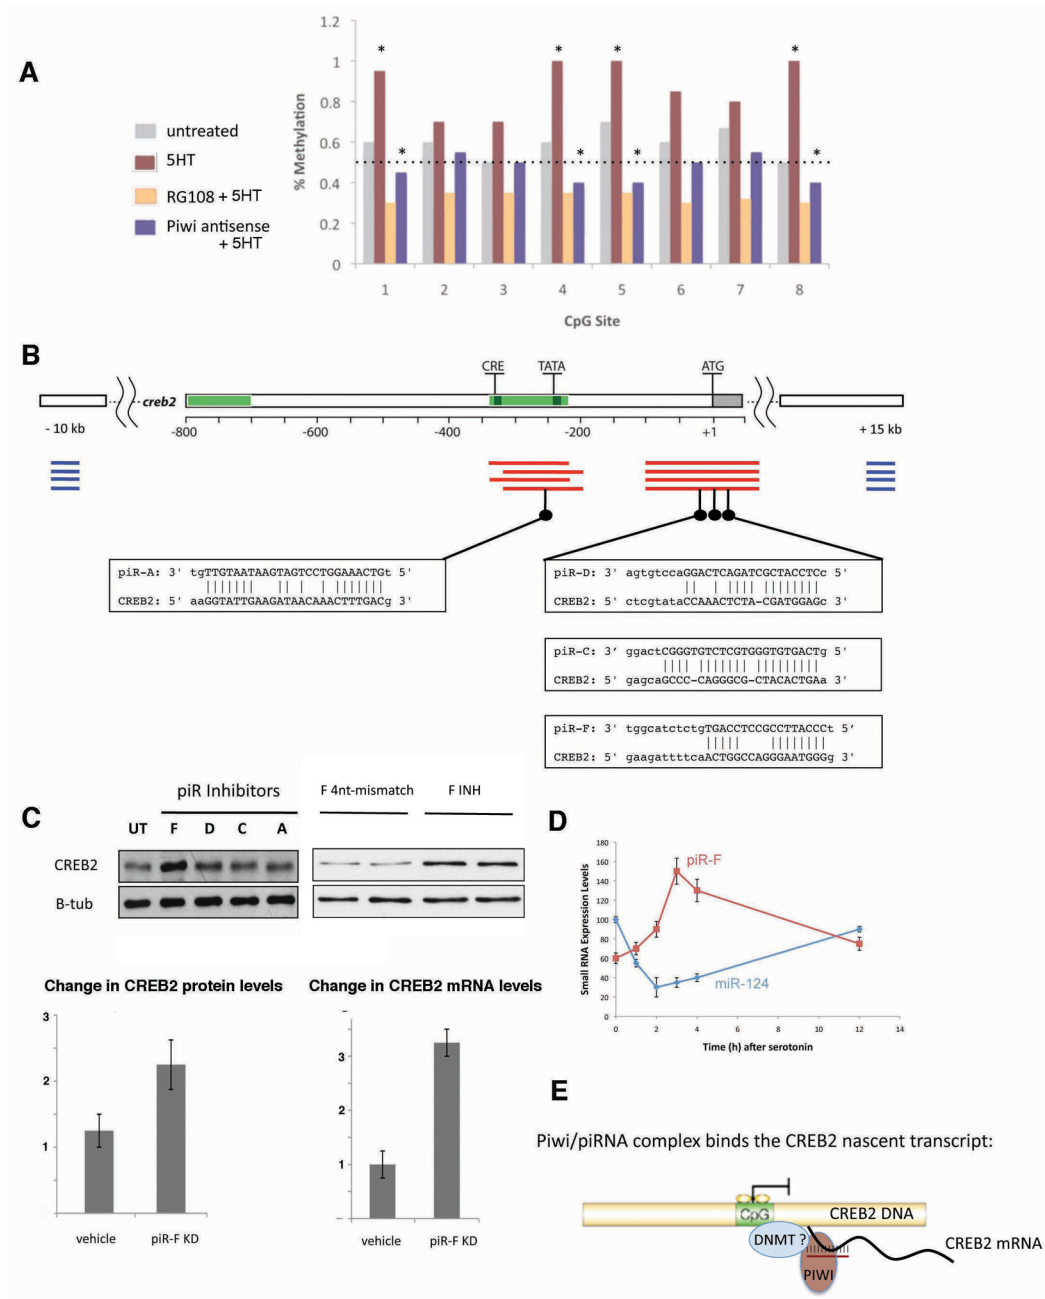 A
1.2
1
0.8
0.6
0.4
0.2
0
% Methylation
* * * *
* * * *
untreated
5HT
RG108 + 5HT
Piwi antisense
+ 5HT
1 2 3 4 5 6 7 8
CpG Site
B
CRE TATA ATG
creb2
- 10 kb -800 -600 -400 -200 +1 + 15 kb
piR-A: 3' tgTTGTAATAAGTAGTCCTGGAAACTGt 5'
CREB2: 5' aaGGTATTGAAGATAACAAACTTTGACg 3'
piR-D: 3' agtgtccaGGACTCAGATCGCTACCTCc 5'
CREB2: 5' ctcgtataCCAAACTCTA-CGATGGAGc 3'
piR-C: 3' ggactCGGGTGTCTCGTGGGTGTGACTg 5'
CREB2: 5' gagcaGCCC-CAGGGCG-CTACACTGAa 3'
piR-F: 3' tggcatctctgTGACCTCCGCCTTACCCt 5'
CREB2: 5' gaagattttcaACTGGCCAGGGAATGGGg 3'
C
piR Inhibitors
UT F D C A
F 4nt-mismatch F INH
CREB2
B-tub
Change in CREB2 protein levels
3
2
1
vehicle piR-F KD
Change in CREB2 mRNA levels
3
2
1
vehicle piR-F KD
D
Small RNA Expression Levels
180
160
140
120
100
80
60
40
20
0
piR-F
miR-124
0 2 4 6 8 10 12 14
Time (h) after serotonin
E
Piwi/piRNA complex binds the CREB2 nascent transcript:
CpG
CREB2 DNA
DNMT ?
CREB2 mRNA
PIWI